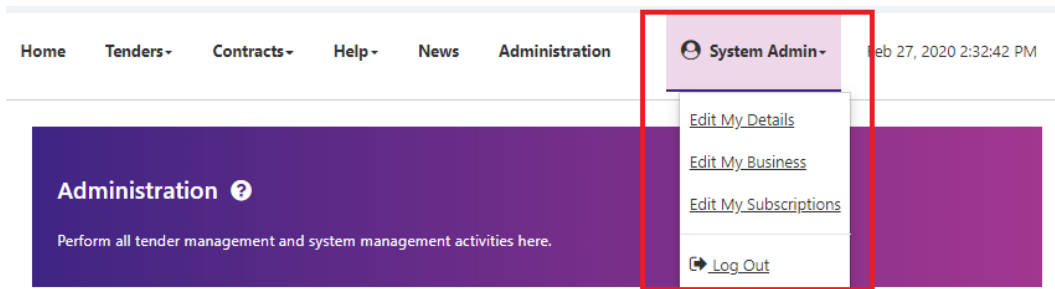 Home Tenders Contracts Help News Administration System Admin Feb 27, 2020 2:32:42 PM
Edit My Details
Edit My Business
Edit My Subscriptions
Log Out
Administration
Perform all tender management and system management activities here.